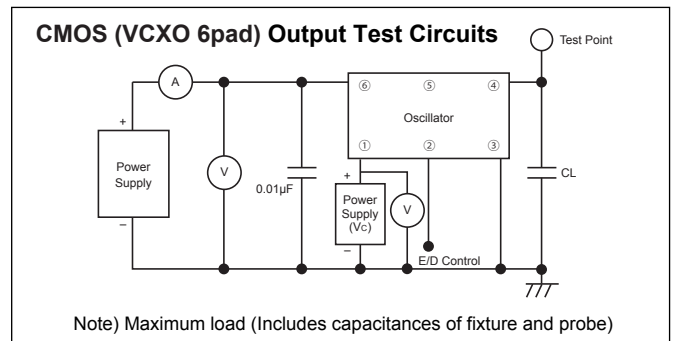 CMOS (VCXO 6pad) Output Test Circuits
Test Point
A
⑥ ⑤ ④
Oscillator
① ② ③
+
Power
Supply
–
V
0.01µF
+
Power
Supply
(Vc)
–
V
CL
E/D Control
Note) Maximum load (Includes capacitances of fixture and probe)